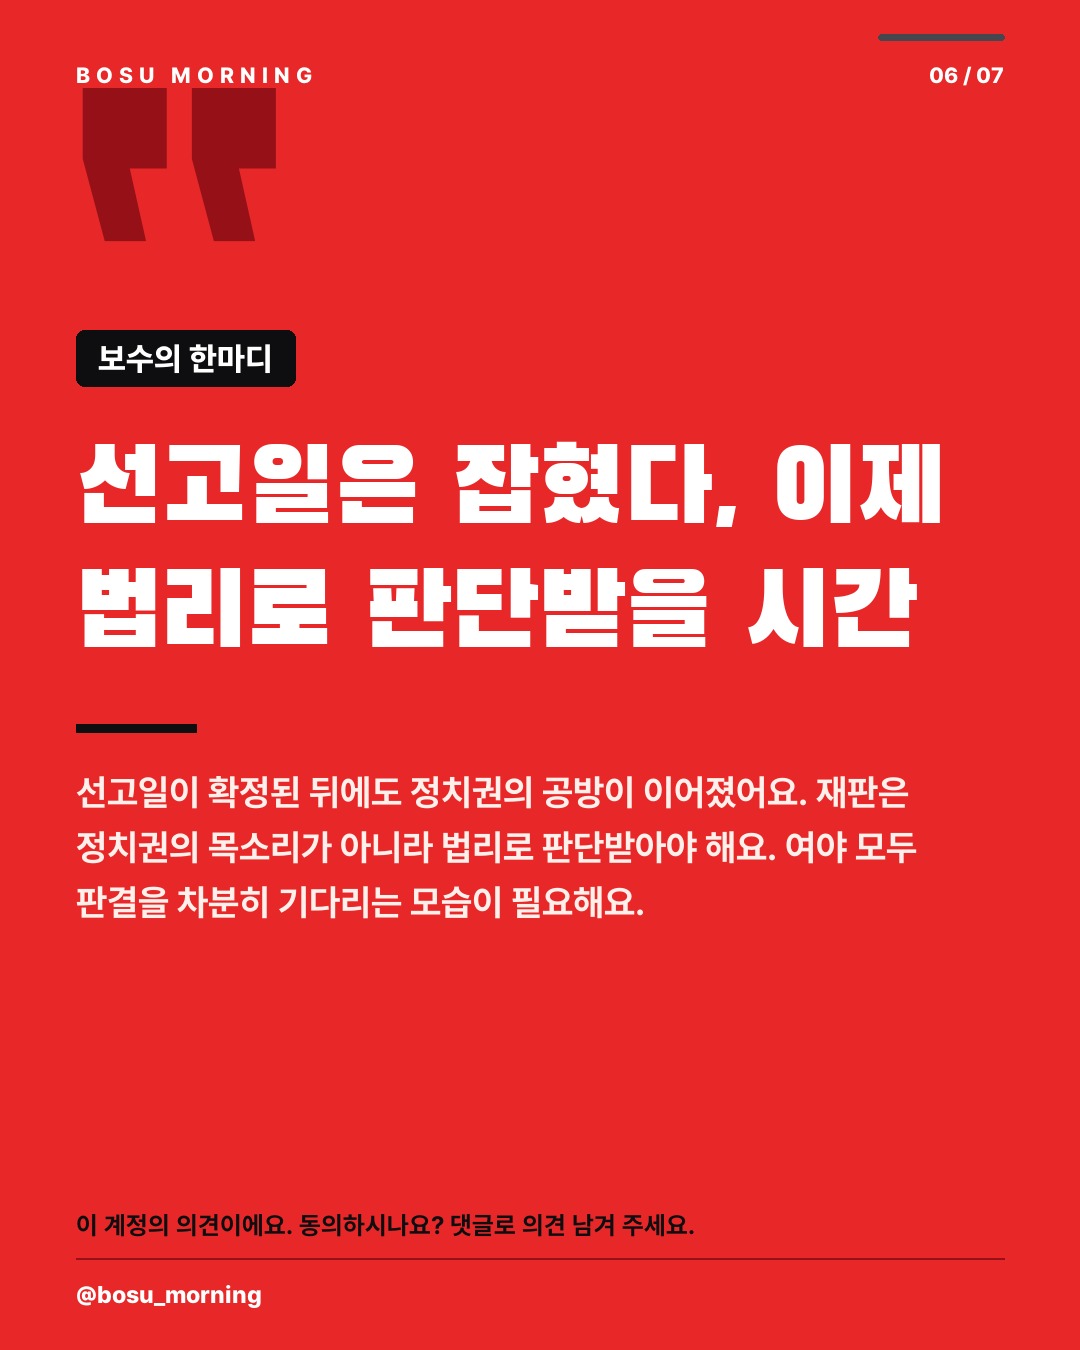 BOSU MORNING
06 / 07
보수의 한마디
선고일은 잡혔다, 이제
법리로 판단받을 시간
선고일이 확정된 뒤에도 정치권의 공방이 이어졌어요. 재판은
정치권의 목소리가 아니라 법리로 판단받아야 해요. 여야 모두
판결을 차분히 기다리는 모습이 필요해요.
이 계정의 의견이에요. 동의하시나요? 댓글로 의견 남겨 주세요.
@bosu_morning